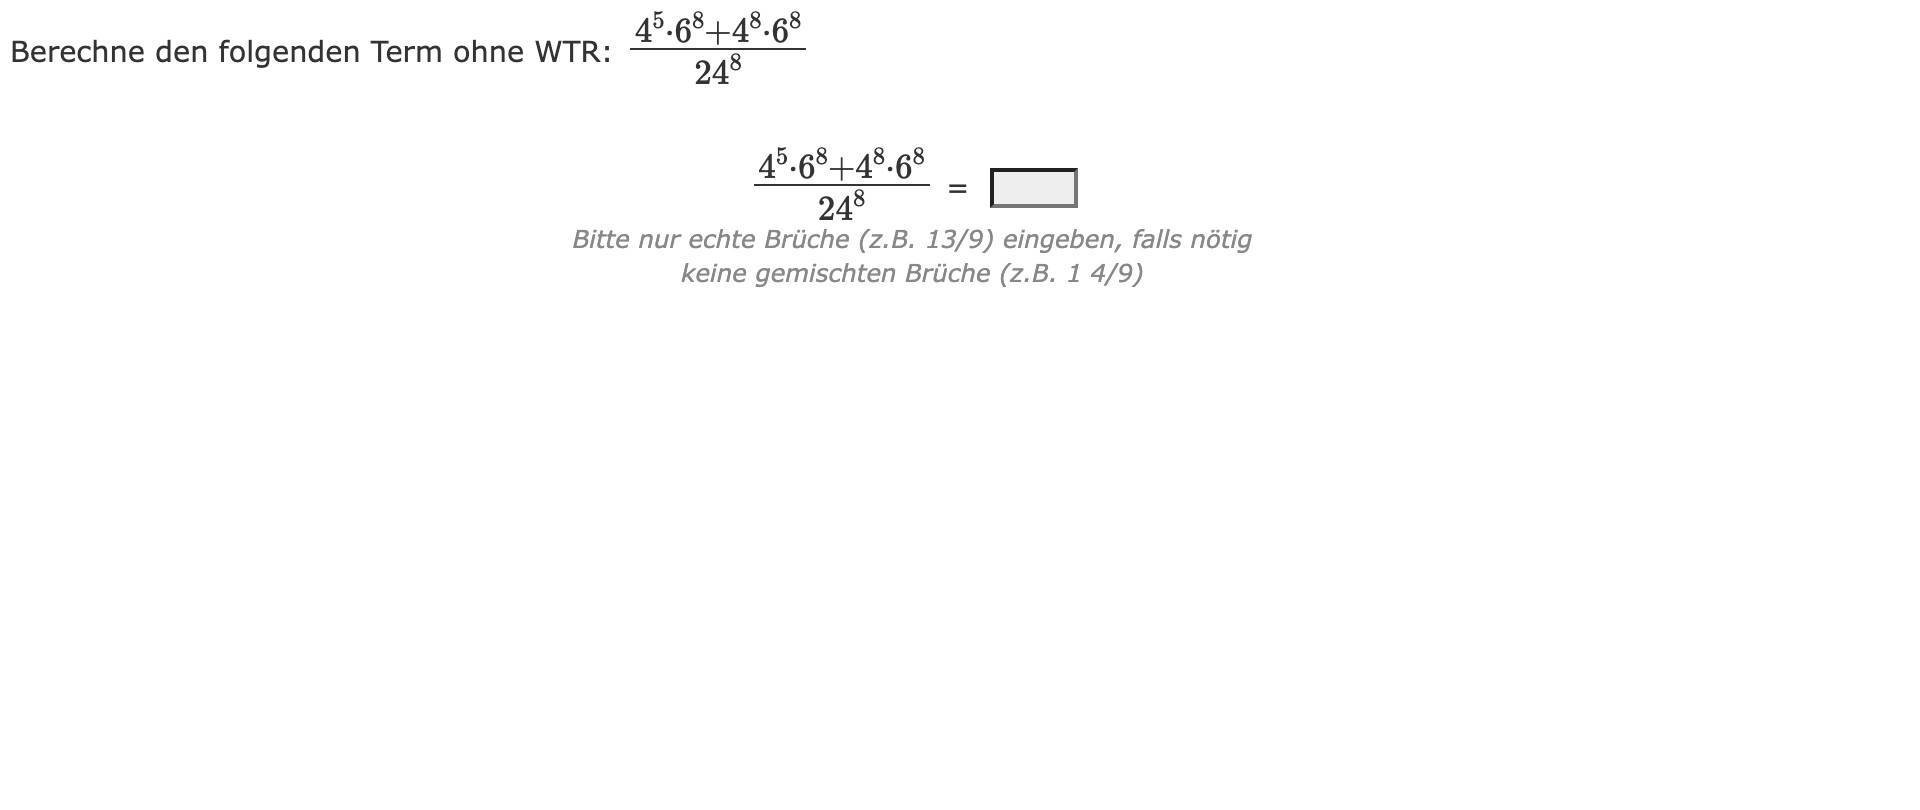 Berechne den folgenden Term ohne WTR: $\frac{4^5 \cdot 6^8 + 4^8 \cdot 6^8}{24^8}$
$\frac{4^5 \cdot 6^8 + 4^8 \cdot 6^8}{24^8}$ =
Bitte nur echte Brüche (z.B. 13/9) eingeben, falls nötig
keine gemischten Brüche (z.B. 1 4/9)